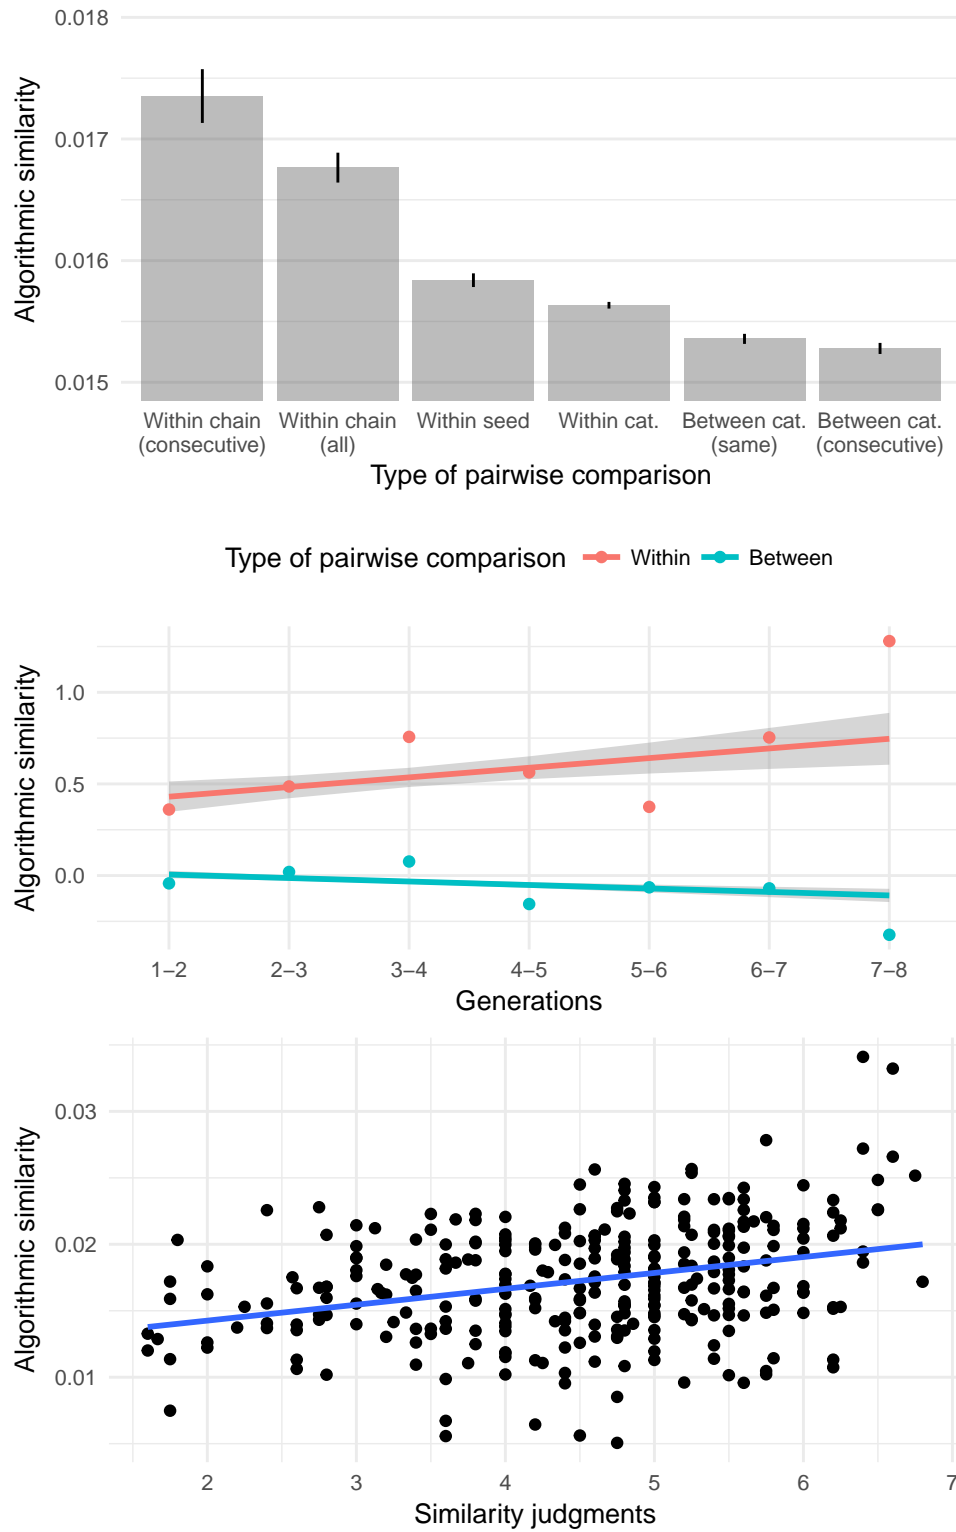 0.018
0.017
0.016
0.015
Algorithmic similarity
Within chain (consecutive)
Within chain (all)
Within seed
Within cat.
Between cat. (same)
Between cat. (consecutive)
Type of pairwise comparison
Type of pairwise comparison Within Between
1.0
0.5
0.0
Algorithmic similarity
1–2 2–3 3–4 4–5 5–6 6–7 7–8
Generations
0.03
0.02
0.01
Algorithmic similarity
2 3 4 5 6 7
Similarity judgments